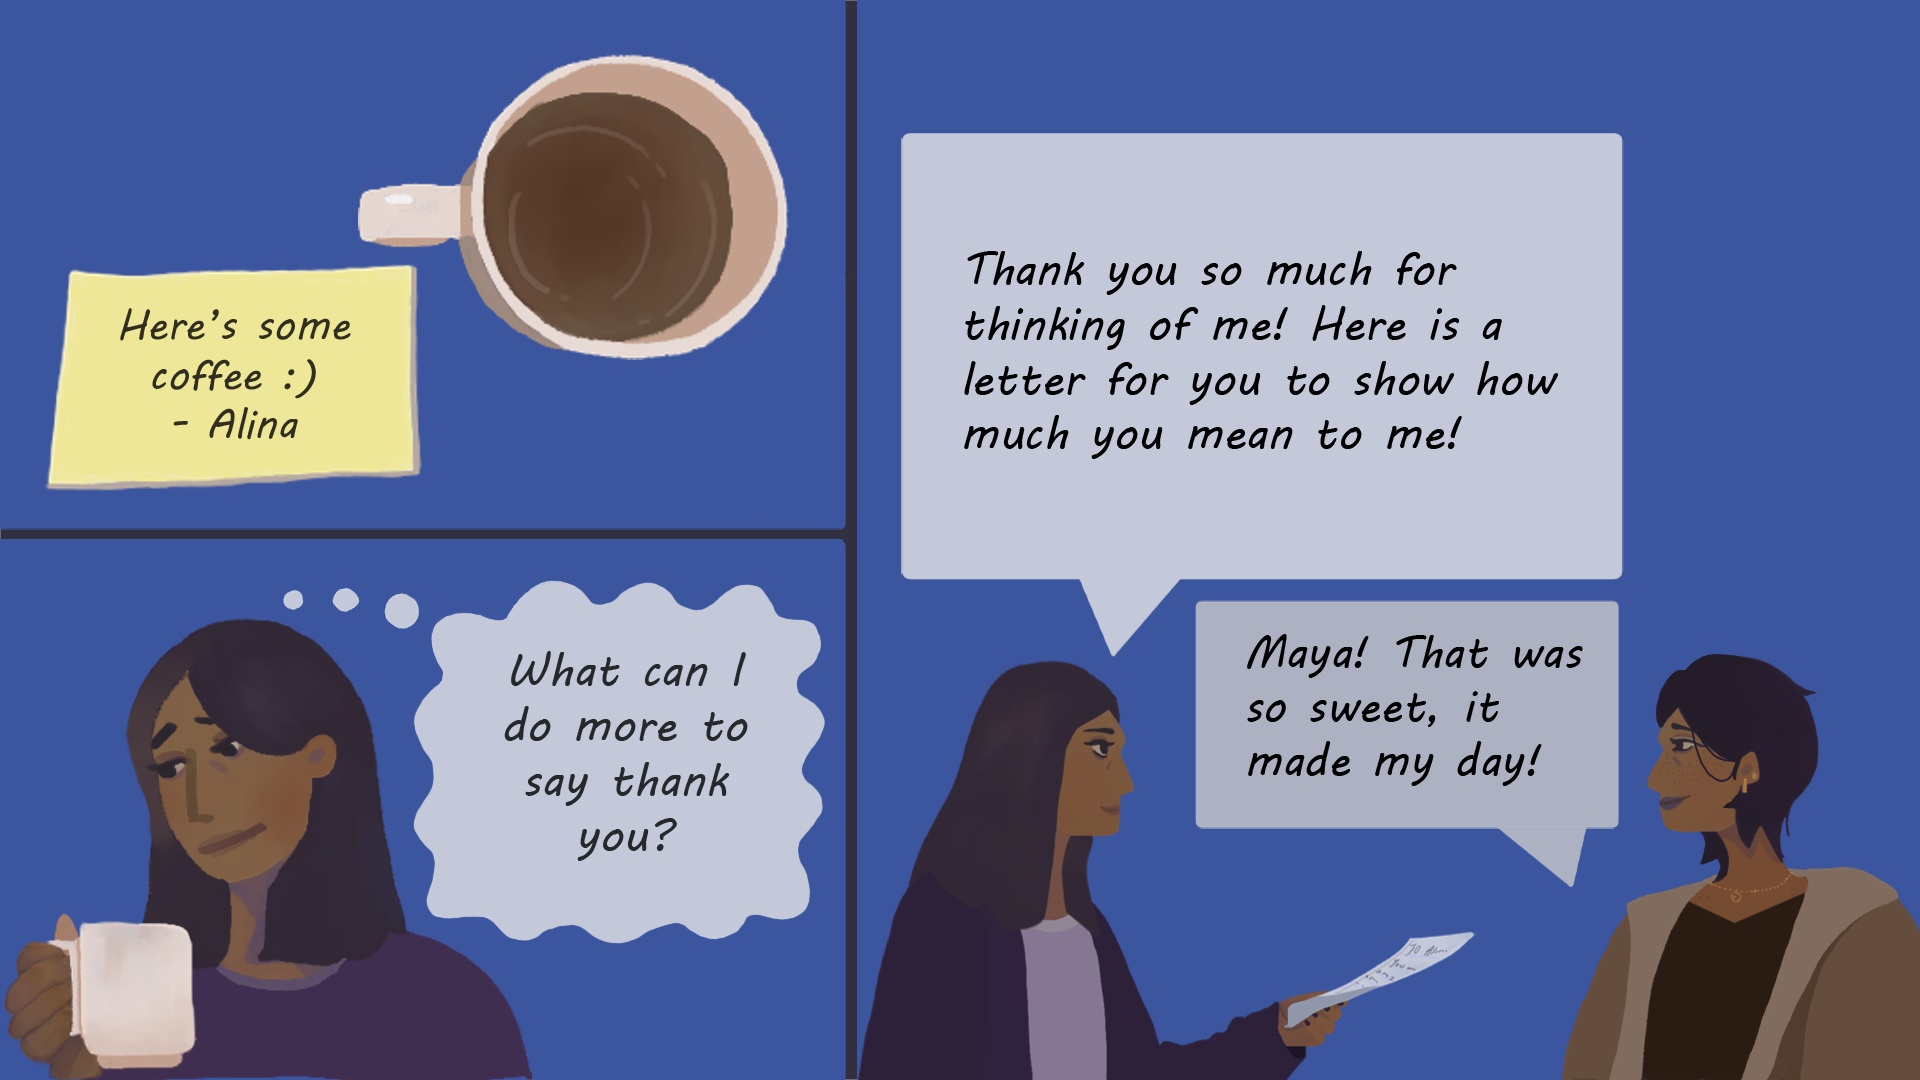 Here's some
coffee :)
- Alina
What can I
do more to
say thank
you?
Thank you so much for
thinking of me! Here is a
letter for you to show how
much you mean to me!
Maya! That was
so sweet, it
made my day!